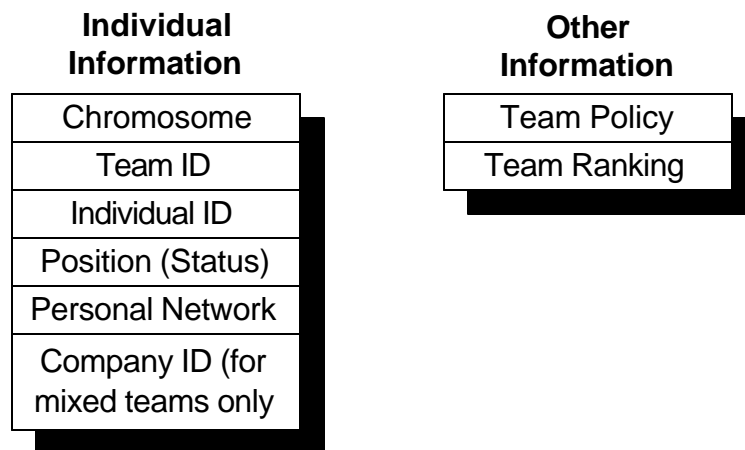 Individual
Information
Chromosome
Team ID
Individual ID
Position (Status)
Personal Network
Company ID (for
mixed teams only
Other
Information
Team Policy
Team Ranking